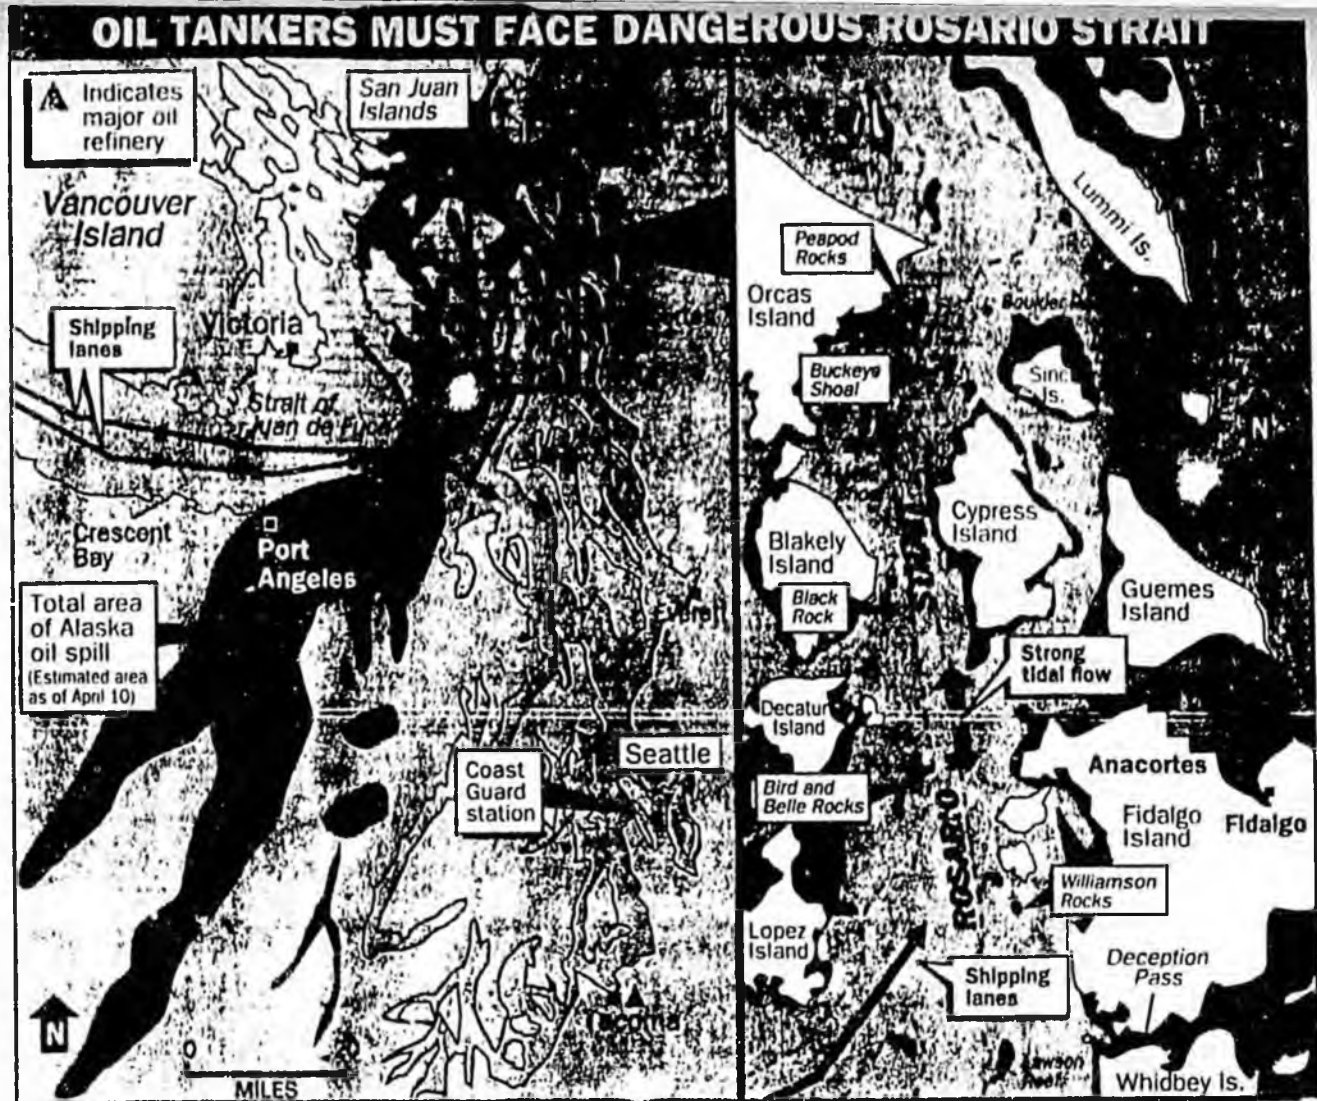 OIL TANKERS MUST FACE DANGEROUS ROSARIO STRAIT
Indicates
major oil
refinery
San Juan
Islands
Vancouver
Island
Shipping
lanes
Victoria
Strait of
Juan de Fuca
Crescent
Bay
Port
Angeles
Total area
of Alaska
oil spill
(Estimated area
as of April 10)
Coast
Guard
station
Seattle
Tacoma
N
0
MILES
Lummi Is.
Peapod
Rocks
Orcas
Island
Buckeye
Shoal
Sinc.
Is.
N
Cypress
Island
Blakely
Island
Black
Rock
Guemes
Island
Strong
tidal flow
Decatur
Island
Bird and
Belle Rocks
Anacortes
Fidalgo
Island
Fidalgo
ROSARIO
STRAIT
Williamson
Rocks
Lopez
Island
Shipping
lanes
Deception
Pass
Whidbey Is.